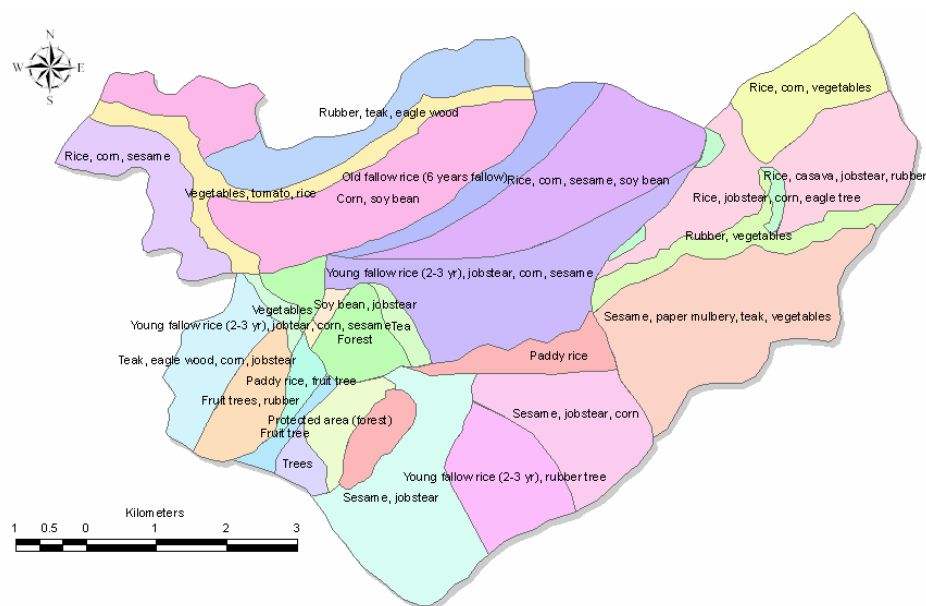 N
W E
S
Rice, corn, vegetables
Rubber, teak, eagle wood
Rice, corn, sesame
Old fallow rice (6 years fallow)
Rice, corn, sesame, soy bean
Rice, casava, jobstear, rubber
Vegetables, tomato, rice
Corn, soy bean
Rice, jobstear, corn, eagle tree
Rubber, vegetables
Young fallow rice (2-3 yr), jobstear, corn, sesame
Soy bean, jobstear
Vegetables
Sesame, paper mulbery, teak, vegetables
Young fallow rice (2-3 yr), jobtear, corn, sesame
Tea
Forest
Teak, eagle wood, corn, jobstear
Paddy rice
Paddy rice, fruit tree
Fruit trees, rubber
Sesame, jobstear, corn
Protected area (forest)
Fruit tree
Trees
Young fallow rice (2-3 yr), rubber tree
Sesame, jobstear
Kilometers
1 0.5 0 1 2 3